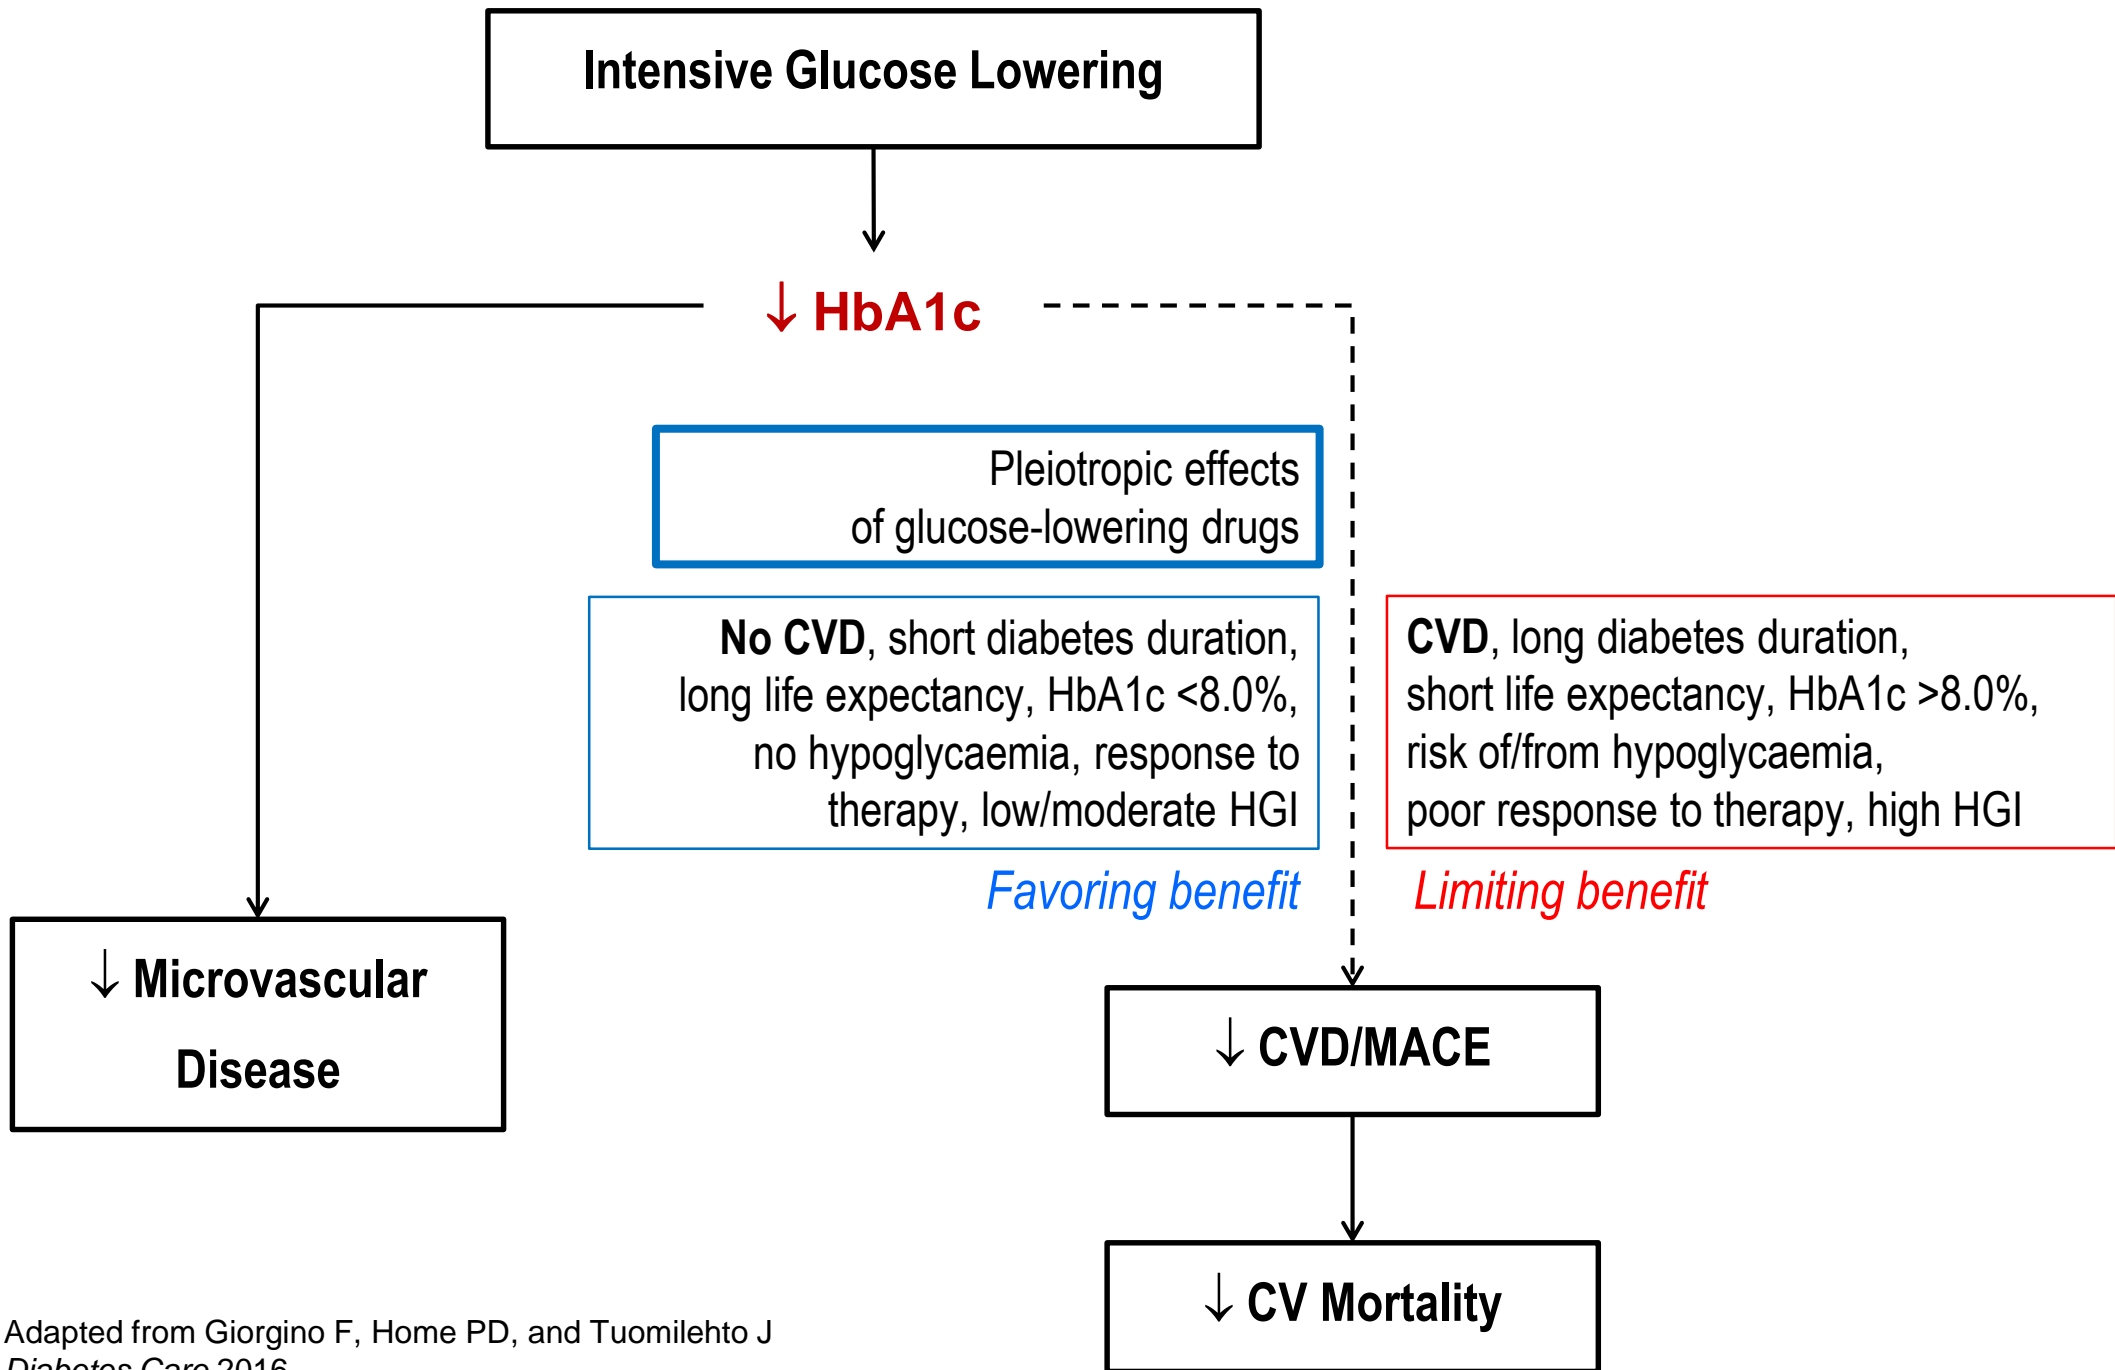 Intensive Glucose Lowering
↓ HbA1c
Pleiotropic effects
of glucose-lowering drugs
No CVD, short diabetes duration,
long life expectancy, HbA1c <8.0%,
no hypoglycaemia, response to
therapy, low/moderate HGI
Favoring benefit
CVD, long diabetes duration,
short life expectancy, HbA1c >8.0%,
risk of/from hypoglycaemia,
poor response to therapy, high HGI
Limiting benefit
↓ Microvascular
Disease
↓ CVD/MACE
↓ CV Mortality
Adapted from Giorgino F, Home PD, and Tuomilehto J
Diabetes Care 2016